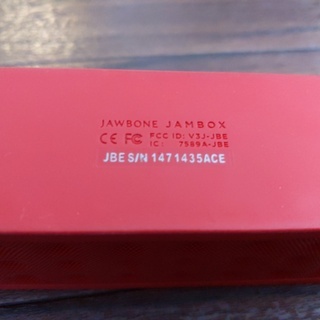 JAWBONE JAMBOX
CE FC FCC ID: V3J-JBE
IC: 7589A-JBE
JBE S/N 1471435ACE